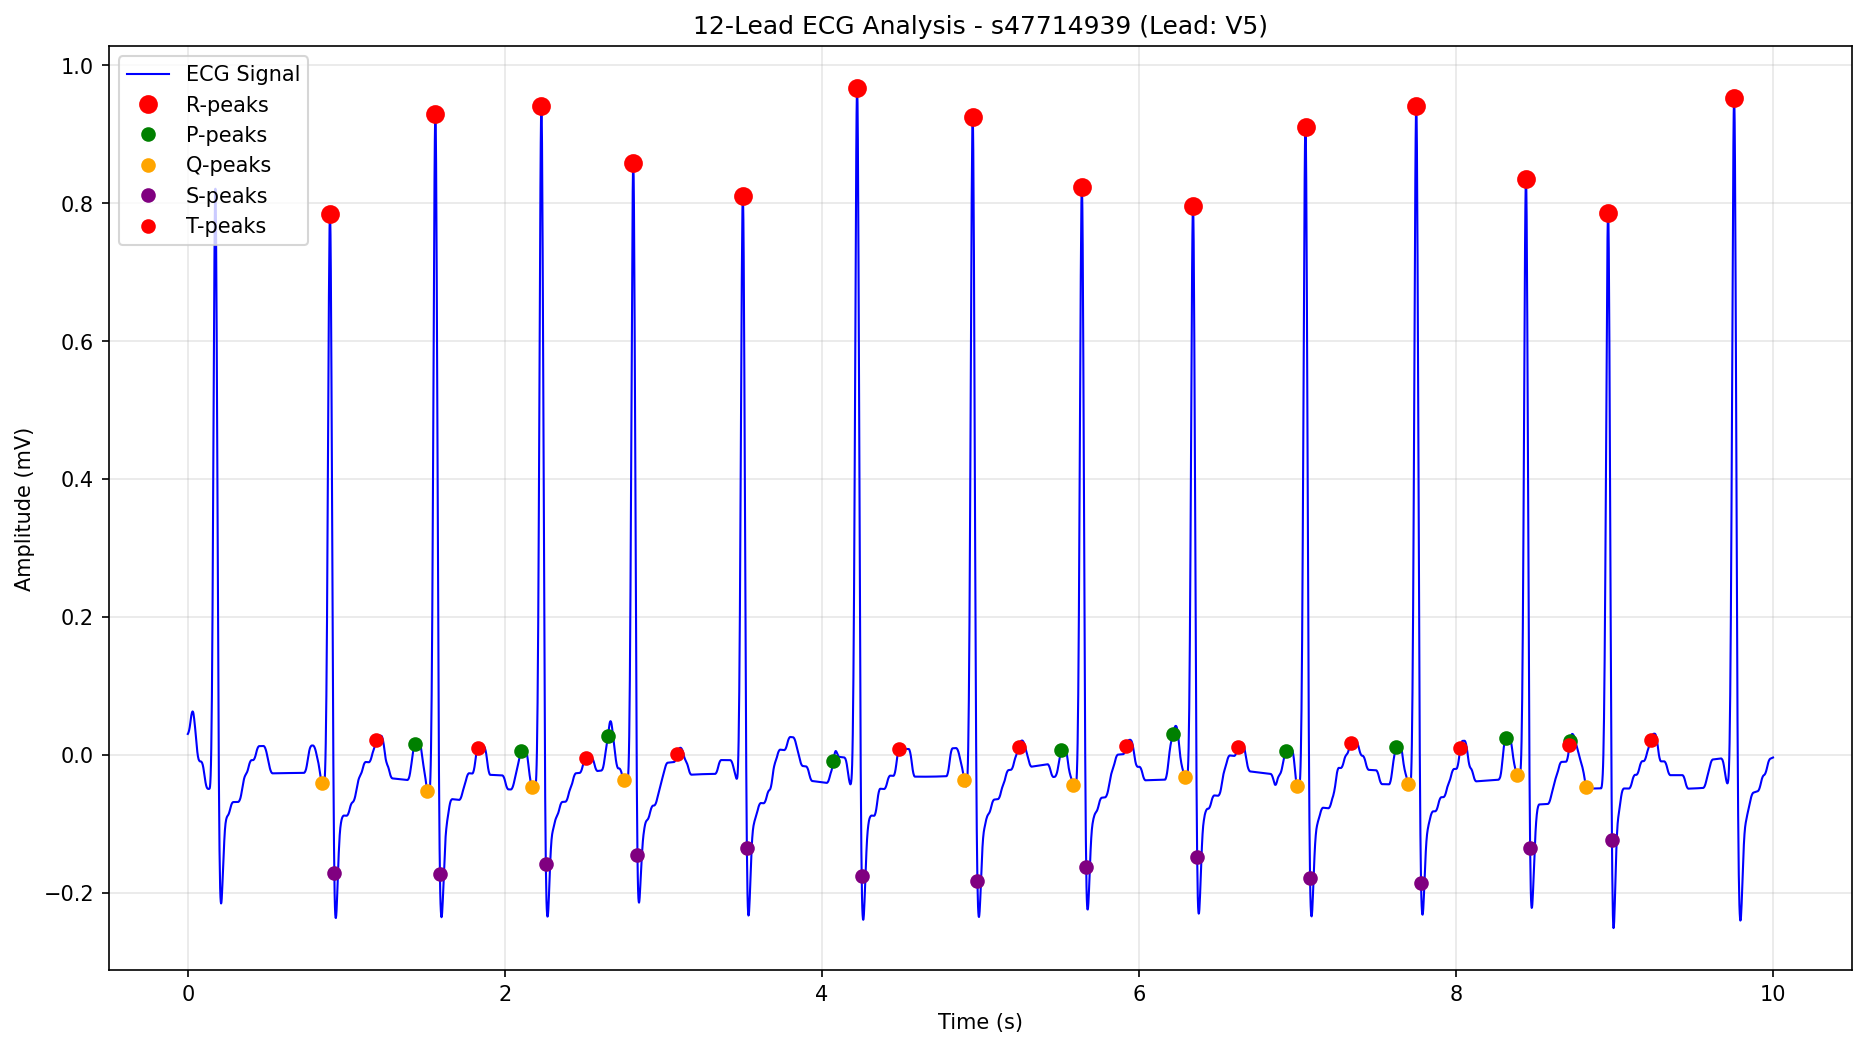 12-Lead ECG Analysis - s47714939 (Lead: V5)
ECG Signal
R-peaks
P-peaks
Q-peaks
S-peaks
T-peaks
1.0
0.8
0.6
0.4
0.2
0.0
−0.2
Amplitude (mV)
0
2
4
6
8
10
Time (s)